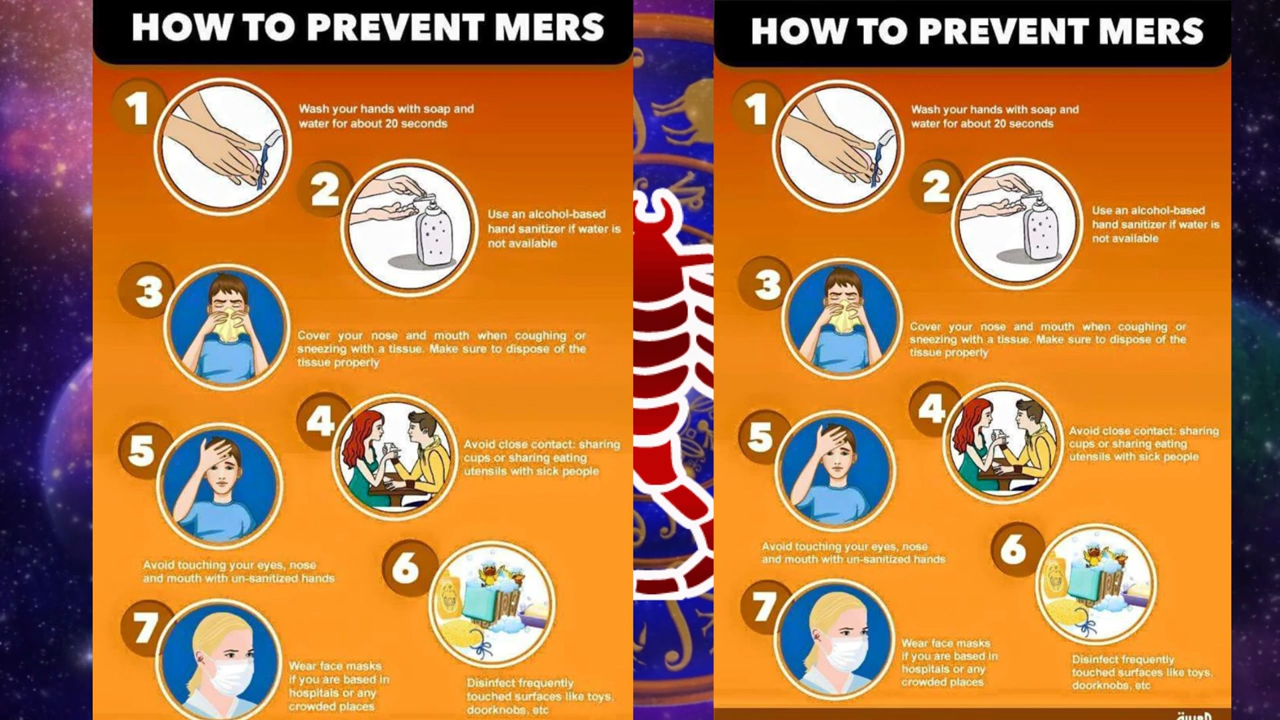 HOW TO PREVENT MERS
1
Wash your hands with soap and
water for about 20 seconds
2
Use an alcohol-based
hand sanitizer if water is
not available
3
Cover your nose and mouth when coughing or
sneezing with a tissue. Make sure to dispose of the
tissue properly
4
Avoid close contact: sharing
cups or sharing eating
utensils with sick people
5
Avoid touching your eyes, nose
and mouth with un-sanitized hands
6
Disinfect frequently
touched surfaces like toys,
doorknobs, etc
7
Wear face masks
if you are based in
hospitals or any
crowded places
HOW TO PREVENT MERS
1
Wash your hands with soap and
water for about 20 seconds
2
Use an alcohol-based
hand sanitizer if water is
not available
3
Cover your nose and mouth when coughing or
sneezing with a tissue. Make sure to dispose of the
tissue properly
4
Avoid close contact: sharing
cups or sharing eating
utensils with sick people
5
Avoid touching your eyes, nose
and mouth with un-sanitized hands
6
Disinfect frequently
touched surfaces like toys,
doorknobs, etc
7
Wear face masks
if you are based in
hospitals or any
crowded places